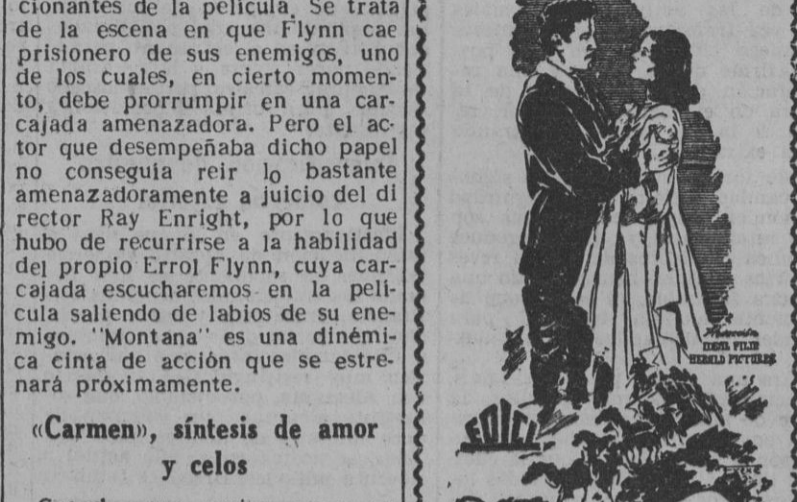 cionantes de la película. Se trata
de la escena en que Flynn cae
prisionero de sus enemigos, uno
de los cuales, en cierto momen-
to, debe prorrumpir en una car-
cajada amenazadora. Pero el ac-
tor que desempeñaba dicho papel
no conseguía reir lo bastante
amenazadoramente a juicio del di
rector Ray Enright, por lo que
hubo de recurrirse a la habilidad
del propio Errol Flynn, cuya car-
cajada escucharemos en la pelí-
cula saliendo de labios de su ene-
migo. "Montana" es una dinémi-
ca cinta de acción que se estre-
nará próximamente.
«Carmen», síntesis de amor
y celos
IDEAL FILM
HERALD PICTURES
EDICI